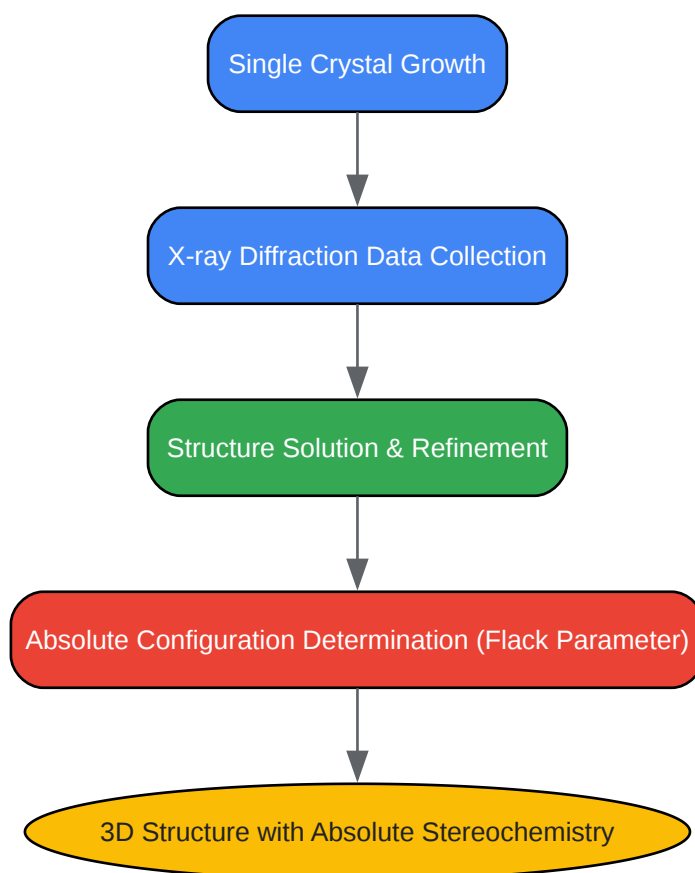 Single Crystal Growth
X-ray Diffraction Data Collection
Structure Solution & Refinement
Absolute Configuration Determination (Flack Parameter)
3D Structure with Absolute Stereochemistry